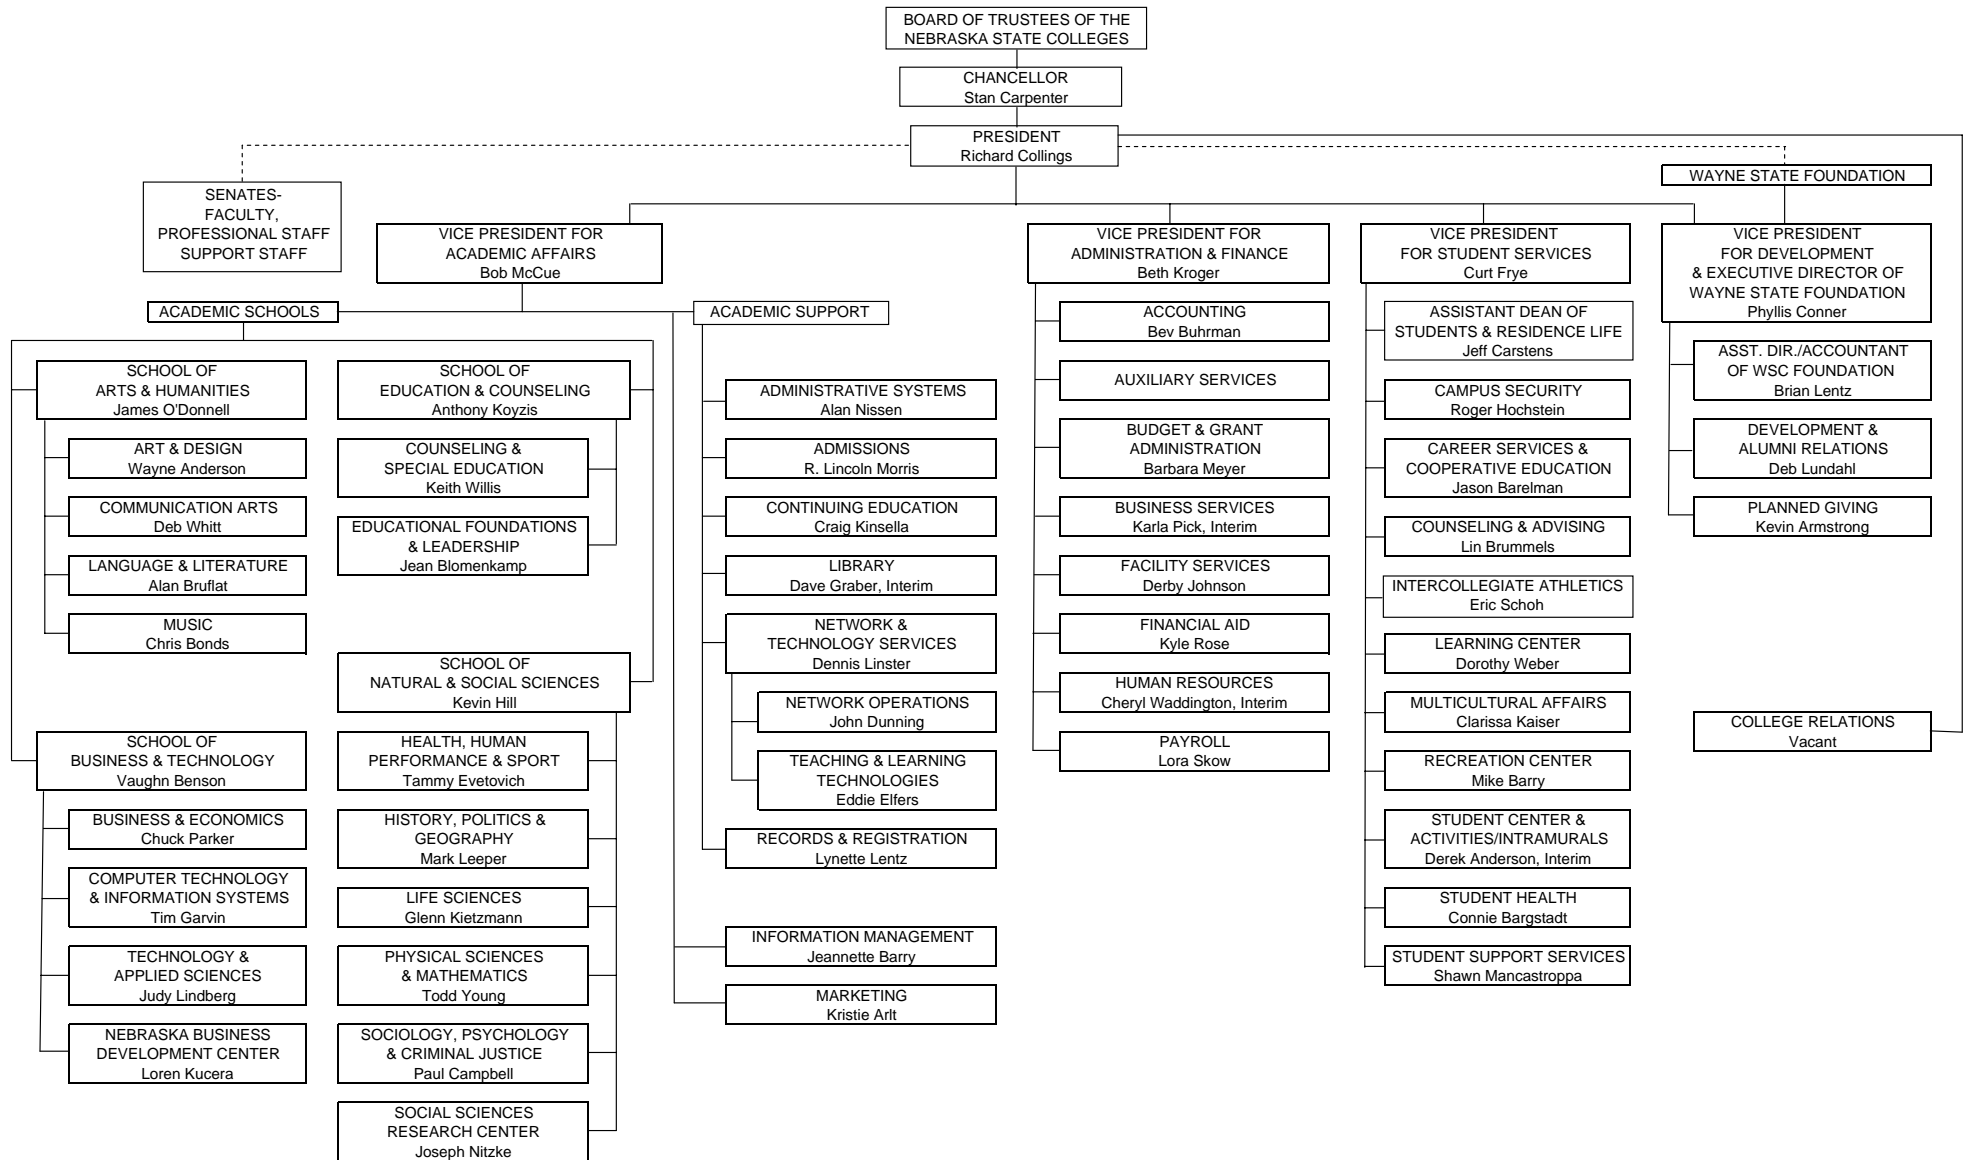 BOARD OF TRUSTEES OF THE
NEBRASKA STATE COLLEGES
CHANCELLOR
Stan Carpenter
PRESIDENT
Richard Collings
SENATES-
FACULTY,
PROFESSIONAL STAFF
SUPPORT STAFF
WAYNE STATE FOUNDATION
VICE PRESIDENT FOR
ACADEMIC AFFAIRS
Bob McCue
ACADEMIC SCHOOLS
SCHOOL OF
ARTS & HUMANITIES
James O'Donnell
ART & DESIGN
Wayne Anderson
COMMUNICATION ARTS
Deb Whitt
LANGUAGE & LITERATURE
Alan Bruflat
MUSIC
Chris Bonds
SCHOOL OF
BUSINESS & TECHNOLOGY
Vaughn Benson
BUSINESS & ECONOMICS
Chuck Parker
COMPUTER TECHNOLOGY
& INFORMATION SYSTEMS
Tim Garvin
TECHNOLOGY &
APPLIED SCIENCES
Judy Lindberg
NEBRASKA BUSINESS
DEVELOPMENT CENTER
Loren Kucera
SCHOOL OF
EDUCATION & COUNSELING
Anthony Koyzis
COUNSELING &
SPECIAL EDUCATION
Keith Willis
EDUCATIONAL FOUNDATIONS
& LEADERSHIP
Jean Blomenkamp
SCHOOL OF
NATURAL & SOCIAL SCIENCES
Kevin Hill
HEALTH, HUMAN
PERFORMANCE & SPORT
Tammy Evetovich
HISTORY, POLITICS &
GEOGRAPHY
Mark Leeper
LIFE SCIENCES
Glenn Kietzmann
PHYSICAL SCIENCES
& MATHEMATICS
Todd Young
SOCIOLOGY, PSYCHOLOGY
& CRIMINAL JUSTICE
Paul Campbell
SOCIAL SCIENCES
RESEARCH CENTER
Joseph Nitzke
ACADEMIC SUPPORT
ADMINISTRATIVE SYSTEMS
Alan Nissen
ADMISSIONS
R. Lincoln Morris
CONTINUING EDUCATION
Craig Kinsella
LIBRARY
Dave Graber, Interim
NETWORK &
TECHNOLOGY SERVICES
Dennis Linster
NETWORK OPERATIONS
John Dunning
TEACHING & LEARNING
TECHNOLOGIES
Eddie Elfers
RECORDS & REGISTRATION
Lynette Lentz
INFORMATION MANAGEMENT
Jeannette Barry
MARKETING
Kristie Arlt
VICE PRESIDENT FOR
ADMINISTRATION & FINANCE
Beth Kroger
ACCOUNTING
Bev Buhrman
AUXILIARY SERVICES
BUDGET & GRANT
ADMINISTRATION
Barbara Meyer
BUSINESS SERVICES
Karla Pick, Interim
FACILITY SERVICES
Derby Johnson
FINANCIAL AID
Kyle Rose
HUMAN RESOURCES
Cheryl Waddington, Interim
PAYROLL
Lora Skow
VICE PRESIDENT
FOR STUDENT SERVICES
Curt Frye
ASSISTANT DEAN OF
STUDENTS & RESIDENCE LIFE
Jeff Carstens
CAMPUS SECURITY
Roger Hochstein
CAREER SERVICES &
COOPERATIVE EDUCATION
Jason Barelman
COUNSELING & ADVISING
Lin Brummels
INTERCOLLEGIATE ATHLETICS
Eric Schoh
LEARNING CENTER
Dorothy Weber
MULTICULTURAL AFFAIRS
Clarissa Kaiser
RECREATION CENTER
Mike Barry
STUDENT CENTER &
ACTIVITIES/INTRAMURALS
Derek Anderson, Interim
STUDENT HEALTH
Connie Bargstadt
STUDENT SUPPORT SERVICES
Shawn Mancastroppa
VICE PRESIDENT
FOR DEVELOPMENT
& EXECUTIVE DIRECTOR OF
WAYNE STATE FOUNDATION
Phyllis Conner
ASST. DIR./ACCOUNTANT
OF WSC FOUNDATION
Brian Lentz
DEVELOPMENT &
ALUMNI RELATIONS
Deb Lundahl
PLANNED GIVING
Kevin Armstrong
COLLEGE RELATIONS
Vacant